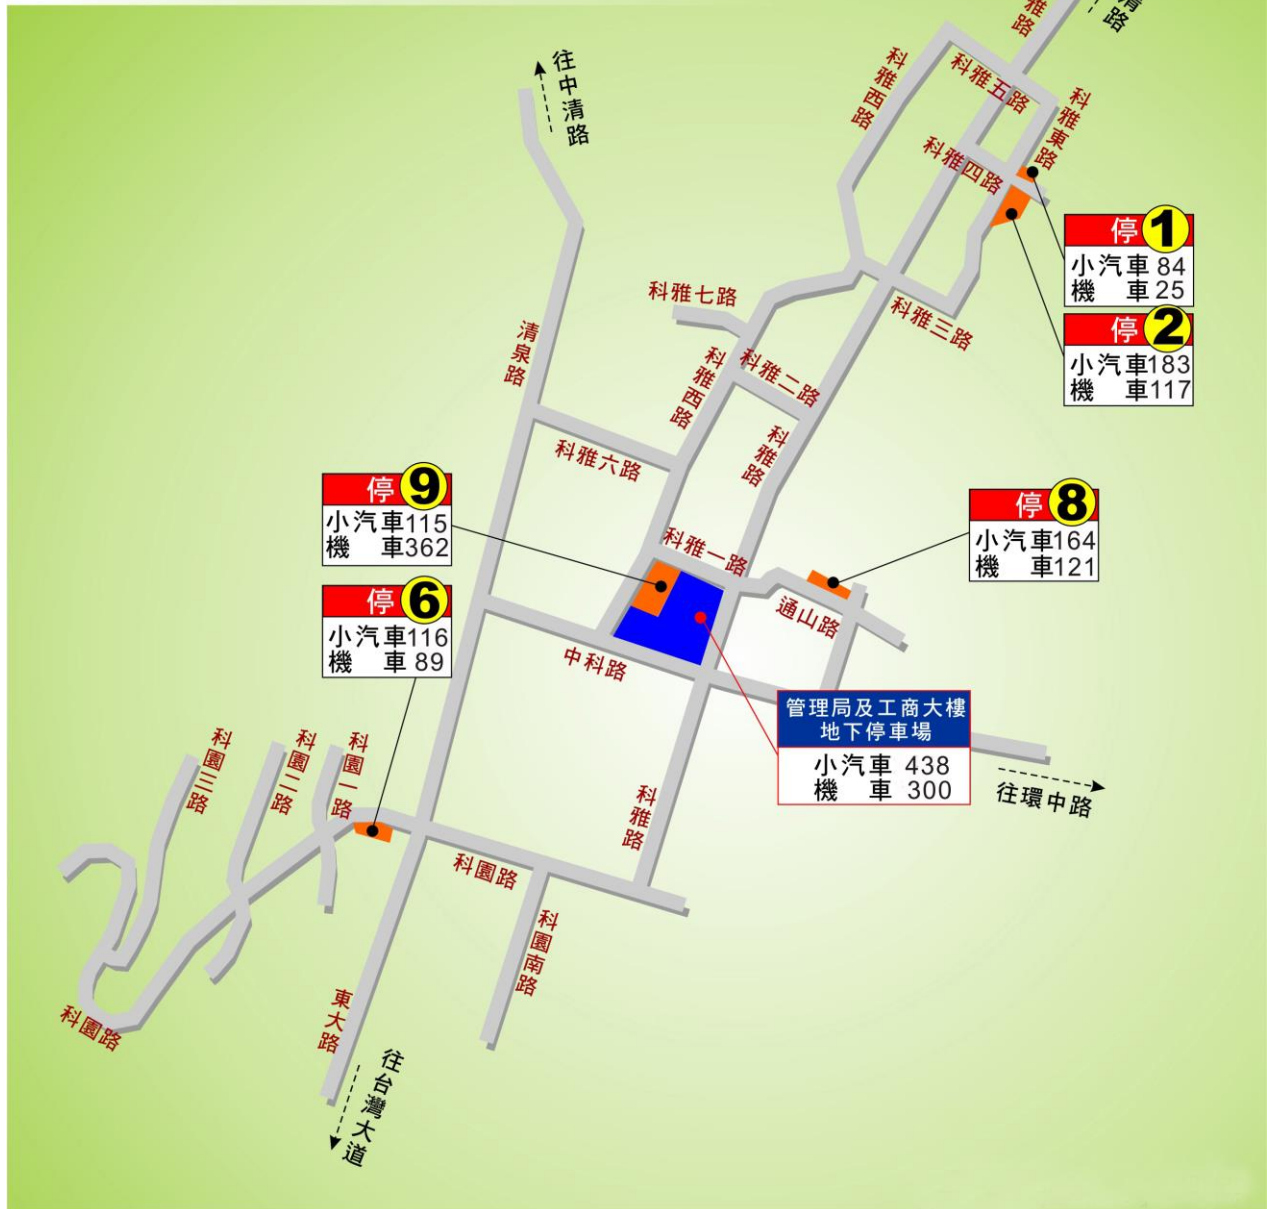 雅路
清路
科雅五路
科雅西路
科雅東路
往中清路
科雅四路
停1
小汽車84
機 車25
停2
小汽車183
機 車117
科雅七路
科雅三路
清泉路
科雅西路
科雅二路
科雅路
科雅六路
停9
小汽車115
機 車362
停8
小汽車164
機 車121
科雅一路
停6
小汽車116
機 車89
通山路
中科路
管理局及工商大樓
地下停車場
小汽車 438
機 車 300
往環中路
科園三路
科園二路
科園一路
科雅路
科園路
科園南路
東大路
科園路
往台灣大道